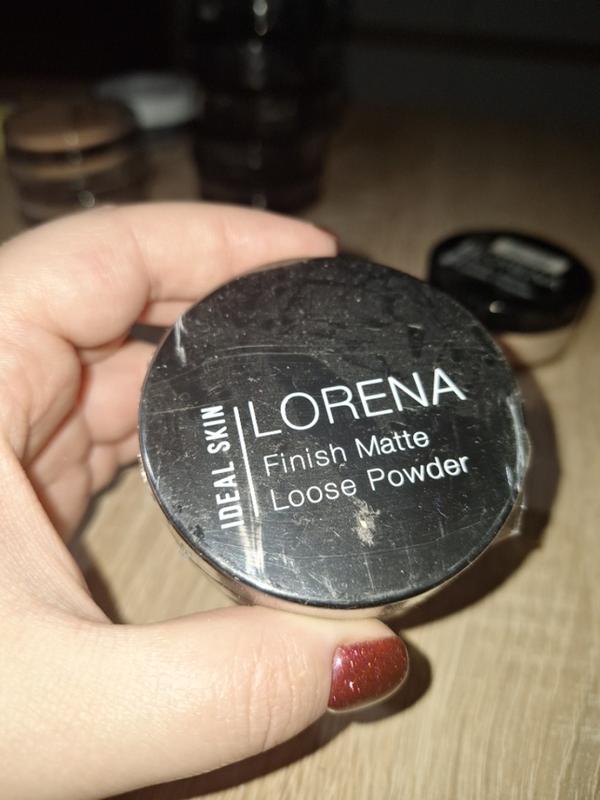 IDEAL SKIN
LORENA
Finish Matte
Loose Powder